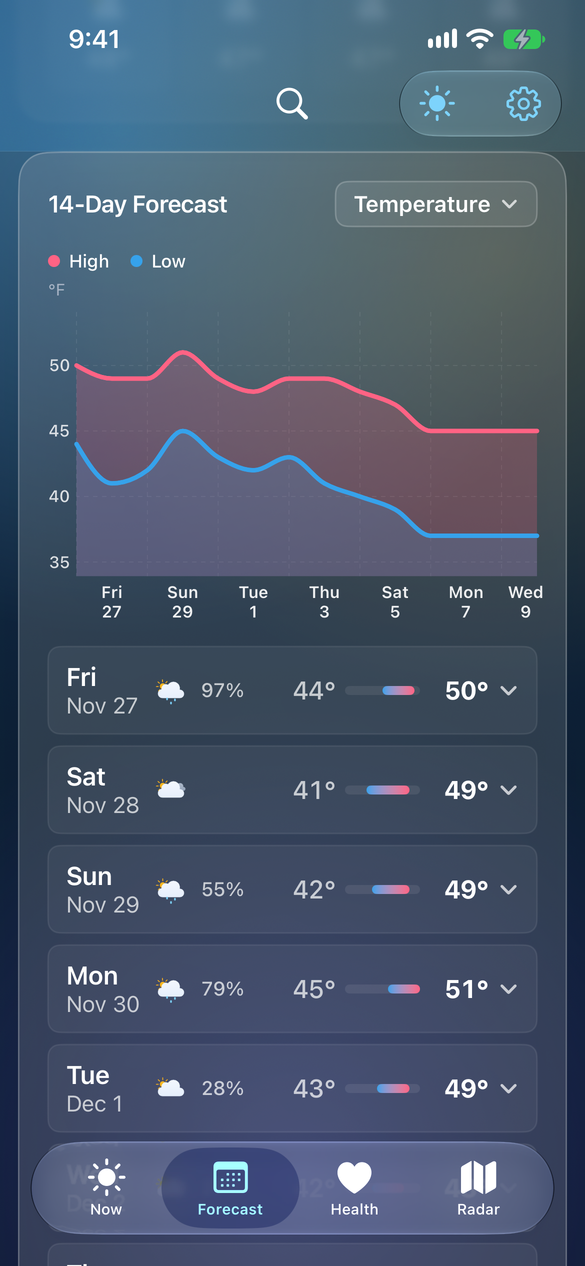 9:41
14-Day Forecast
Temperature
High Low
°F
50
45
40
35
Fri Sun Tue Thu Sat Mon Wed
27 29 1 3 5 7 9
Fri
Nov 27
97% 44° 50°
Sat
Nov 28
41° 49°
Sun
Nov 29
55% 42° 49°
Mon
Nov 30
79% 45° 51°
Tue
Dec 1
28% 43° 49°
Now Forecast Health Radar